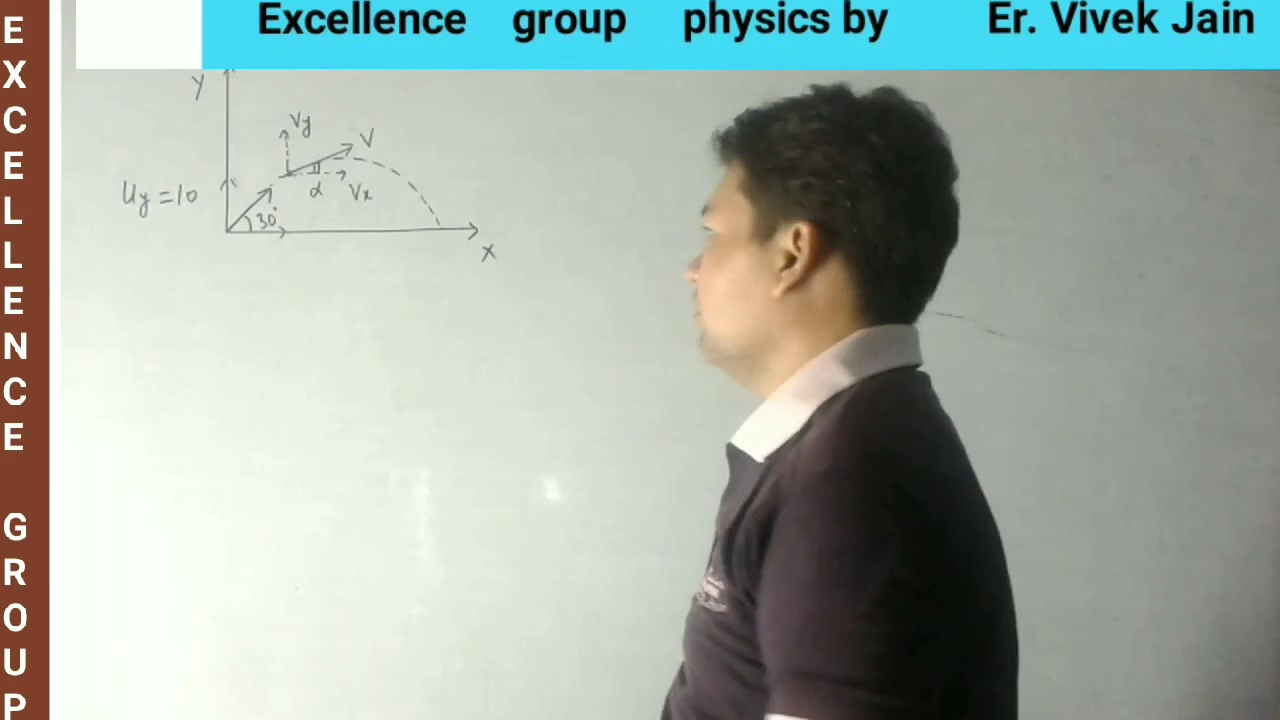 Excellence group physics by Er. Vivek Jain
EXCELLENCE GROUP
y
Vy
V
Uy = 10
α
Vx
30°
x